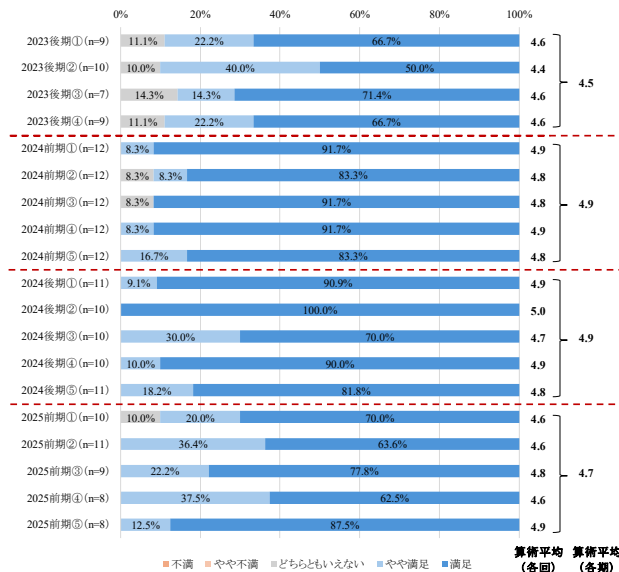 0% 20% 40% 60% 80% 100%
2023後期①(n=9) 11.1% 22.2% 66.7% 4.6
2023後期②(n=10) 10.0% 40.0% 50.0% 4.4
4.5
2023後期③(n=7) 14.3% 14.3% 71.4% 4.6
2023後期④(n=9) 11.1% 22.2% 66.7% 4.6
2024前期①(n=12) 8.3% 91.7% 4.9
2024前期②(n=12) 8.3% 8.3% 83.3% 4.8
2024前期③(n=12) 8.3% 91.7% 4.8 4.9
2024前期④(n=12) 8.3% 91.7% 4.9
2024前期⑤(n=12) 16.7% 83.3% 4.8
2024後期①(n=11) 9.1% 90.9% 4.9
2024後期②(n=10) 100.0% 5.0
2024後期③(n=10) 30.0% 70.0% 4.7 4.9
2024後期④(n=10) 10.0% 90.0% 4.9
2024後期⑤(n=11) 18.2% 81.8% 4.8
2025前期①(n=10) 10.0% 20.0% 70.0% 4.6
2025前期②(n=11) 36.4% 63.6% 4.6
2025前期③(n=9) 22.2% 77.8% 4.8 4.7
2025前期④(n=8) 37.5% 62.5% 4.6
2025前期⑤(n=8) 12.5% 87.5% 4.9
算術平均 算術平均
(各回) (各期)
不満 やや不満 どちらともいえない やや満足 満足